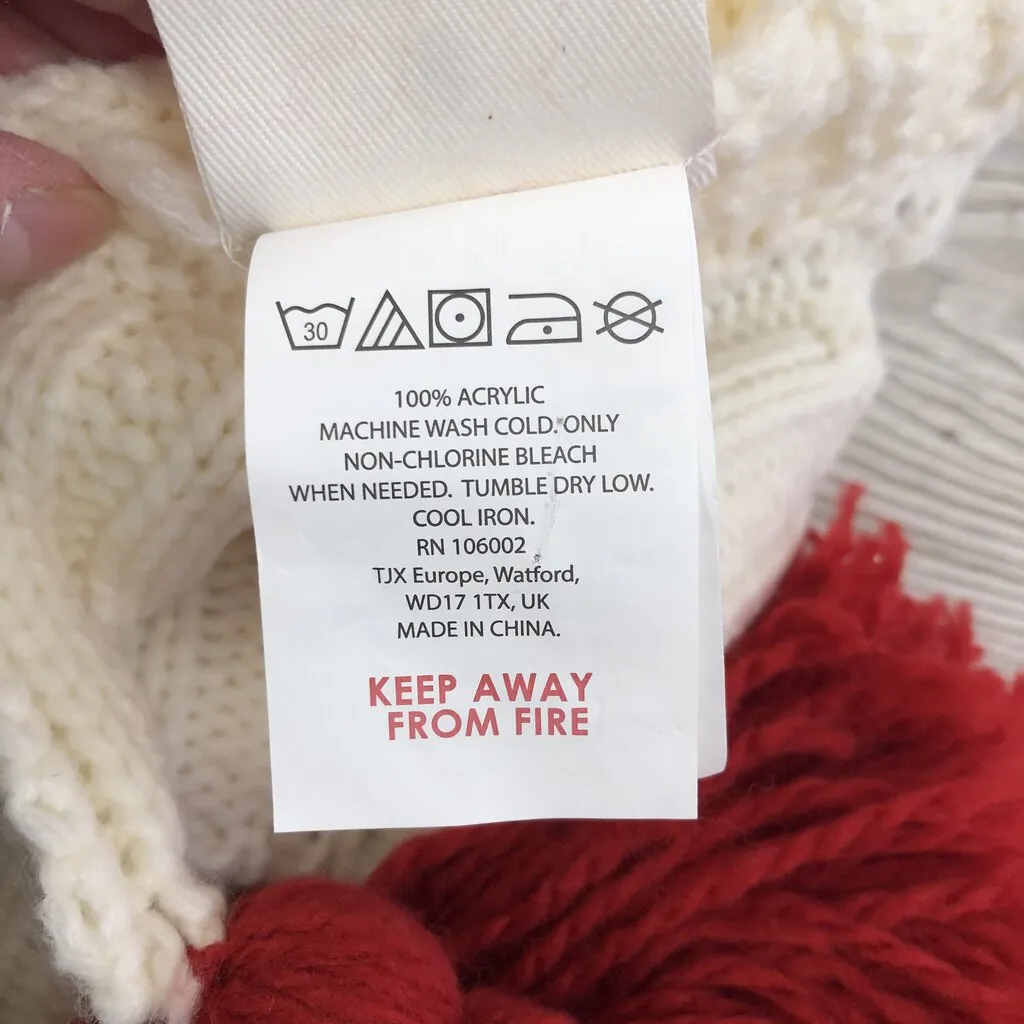 30
100% ACRYLIC
MACHINE WASH COLD. ONLY
NON-CHLORINE BLEACH
WHEN NEEDED. TUMBLE DRY LOW.
COOL IRON.
RN 106002
TJX Europe, Watford,
WD17 1TX, UK
MADE IN CHINA.
KEEP AWAY
FROM FIRE